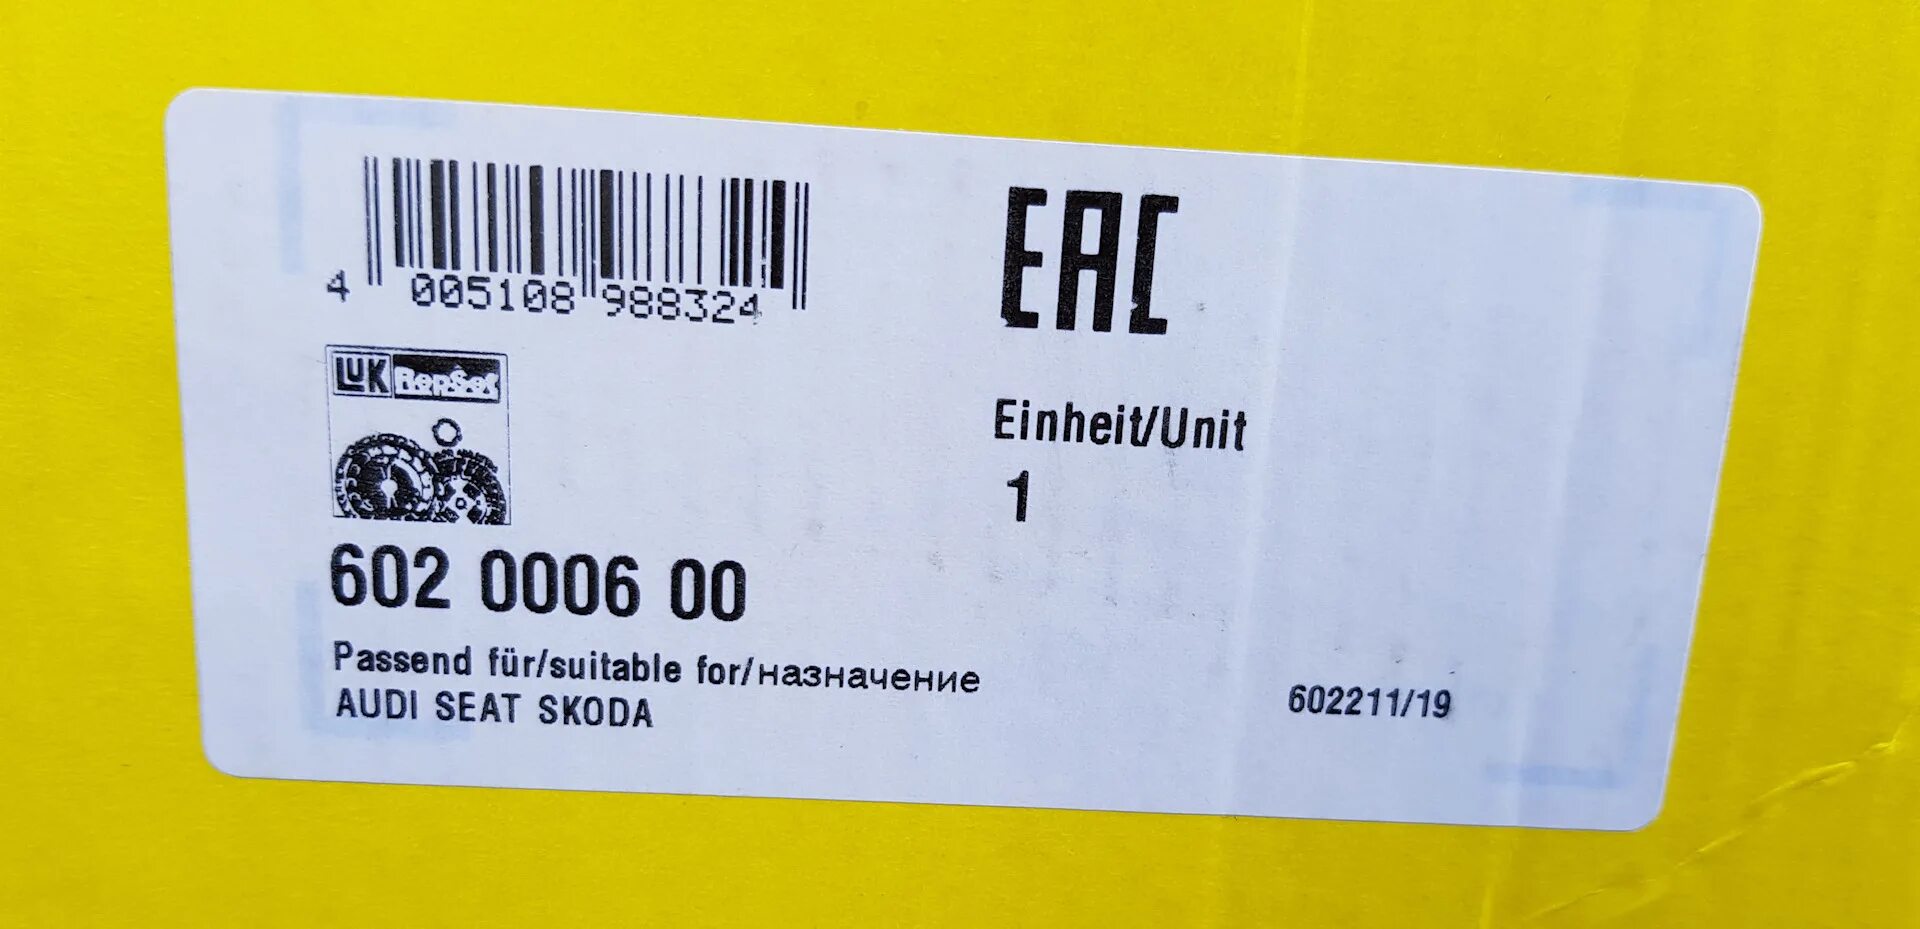 4 005108 988324
EAC
LUK RepSet
Einheit/Unit
1
602 0006 00
Passend für/suitable for/назначение
AUDI SEAT SKODA
602211/19